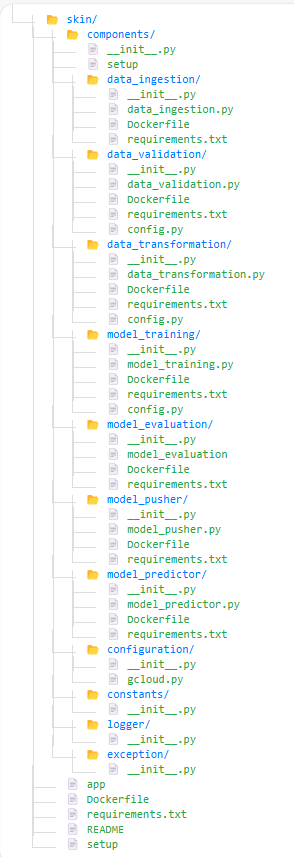 skin/
components/
__init__.py
setup
data_ingestion/
__init__.py
data_ingestion.py
Dockerfile
requirements.txt
data_validation/
__init__.py
data_validation.py
Dockerfile
requirements.txt
config.py
data_transformation/
__init__.py
data_transformation.py
Dockerfile
requirements.txt
config.py
model_training/
__init__.py
model_training.py
Dockerfile
requirements.txt
config.py
model_evaluation/
__init__.py
model_evaluation
Dockerfile
requirements.txt
model_pusher/
__init__.py
model_pusher.py
Dockerfile
requirements.txt
model_predictor/
__init__.py
model_predictor.py
Dockerfile
requirements.txt
configuration/
__init__.py
gcloud.py
constants/
__init__.py
logger/
__init__.py
exception/
__init__.py
app
Dockerfile
requirements.txt
README
setup